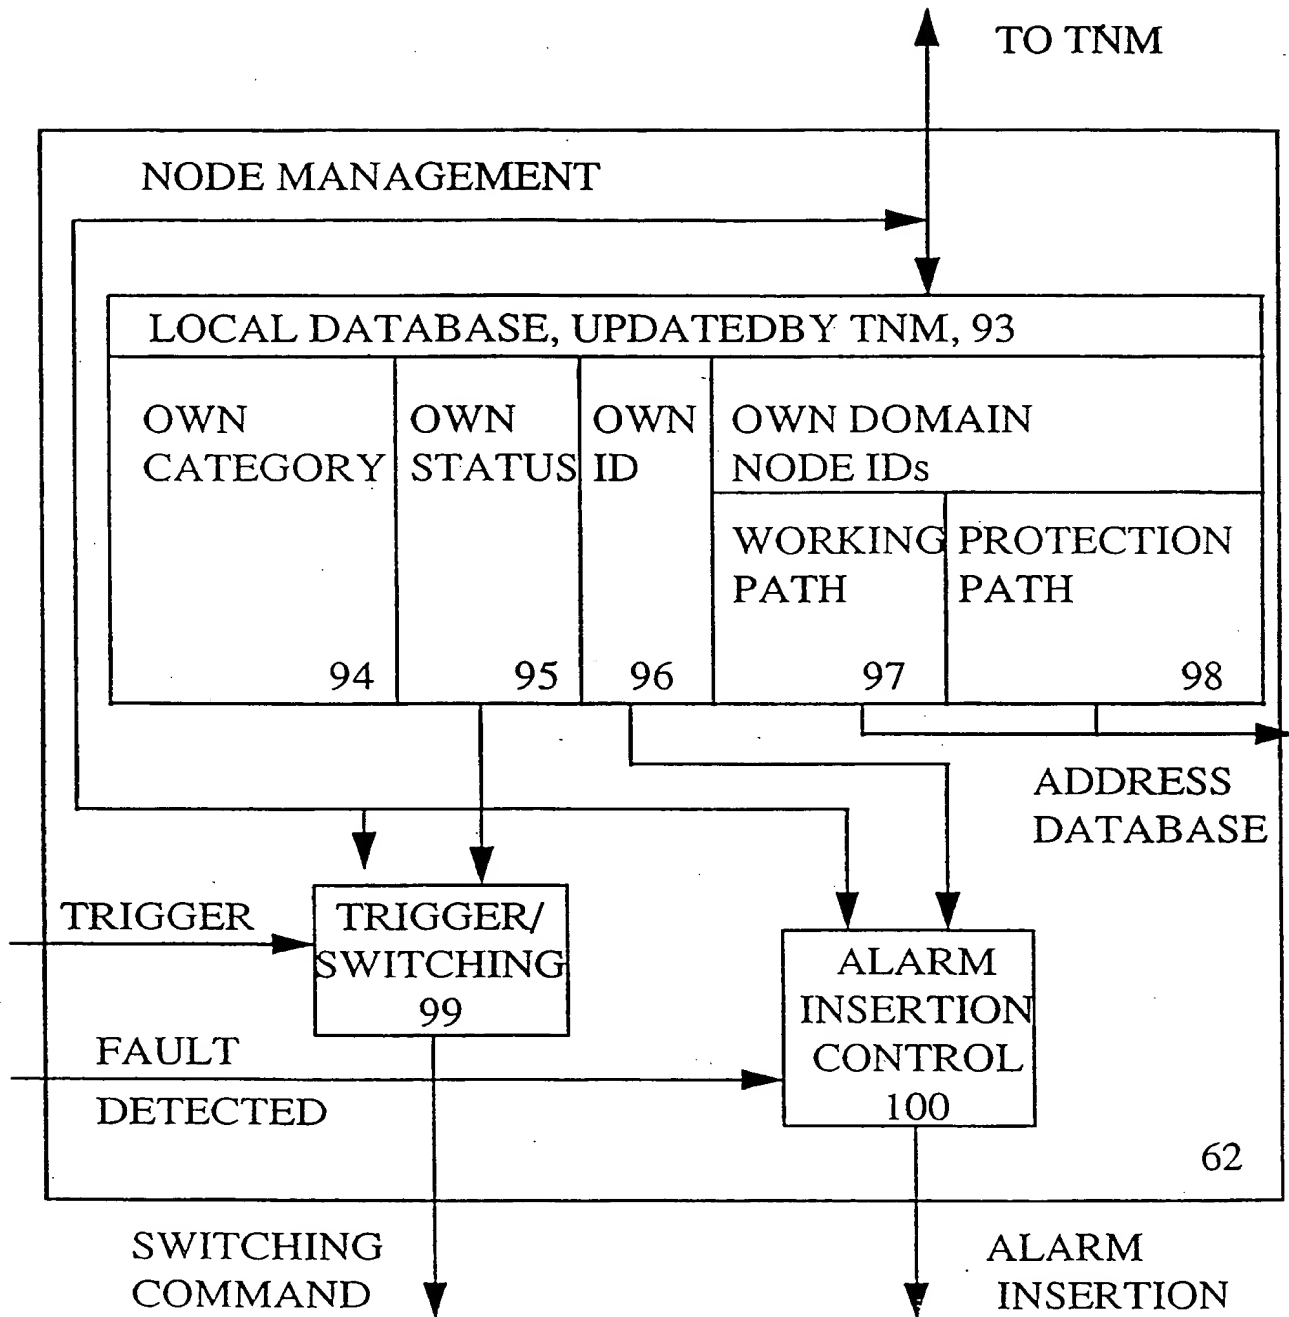 TO TNM
NODE MANAGEMENT
LOCAL DATABASE, UPDATEDBY TNM, 93
OWN
CATEGORY
94
OWN
STATUS
95
OWN
ID
96
OWN DOMAIN
NODE IDs
WORKING
PATH
97
PROTECTION
PATH
98
ADDRESS
DATABASE
TRIGGER
TRIGGER/
SWITCHING
99
FAULT
DETECTED
ALARM
INSERTION
CONTROL
100
62
SWITCHING
COMMAND
ALARM
INSERTION